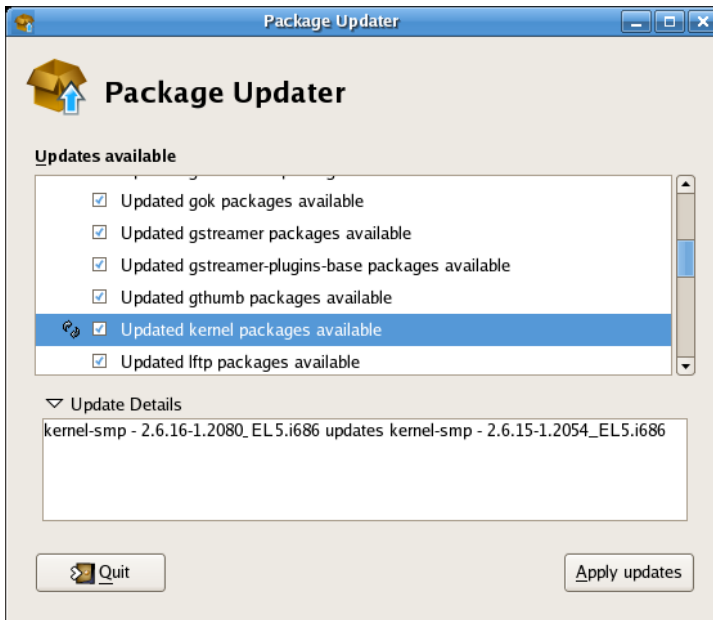 Package Updater
Package Updater
Updates available
Updated gok packages available
Updated gstreamer packages available
Updated gstreamer-plugins-base packages available
Updated gthumb packages available
Updated kernel packages available
Updated lftp packages available
Update Details
kernel-smp - 2.6.16-1.2080_EL5.i686 updates kernel-smp - 2.6.15-1.2054_EL5.i686
Quit
Apply updates